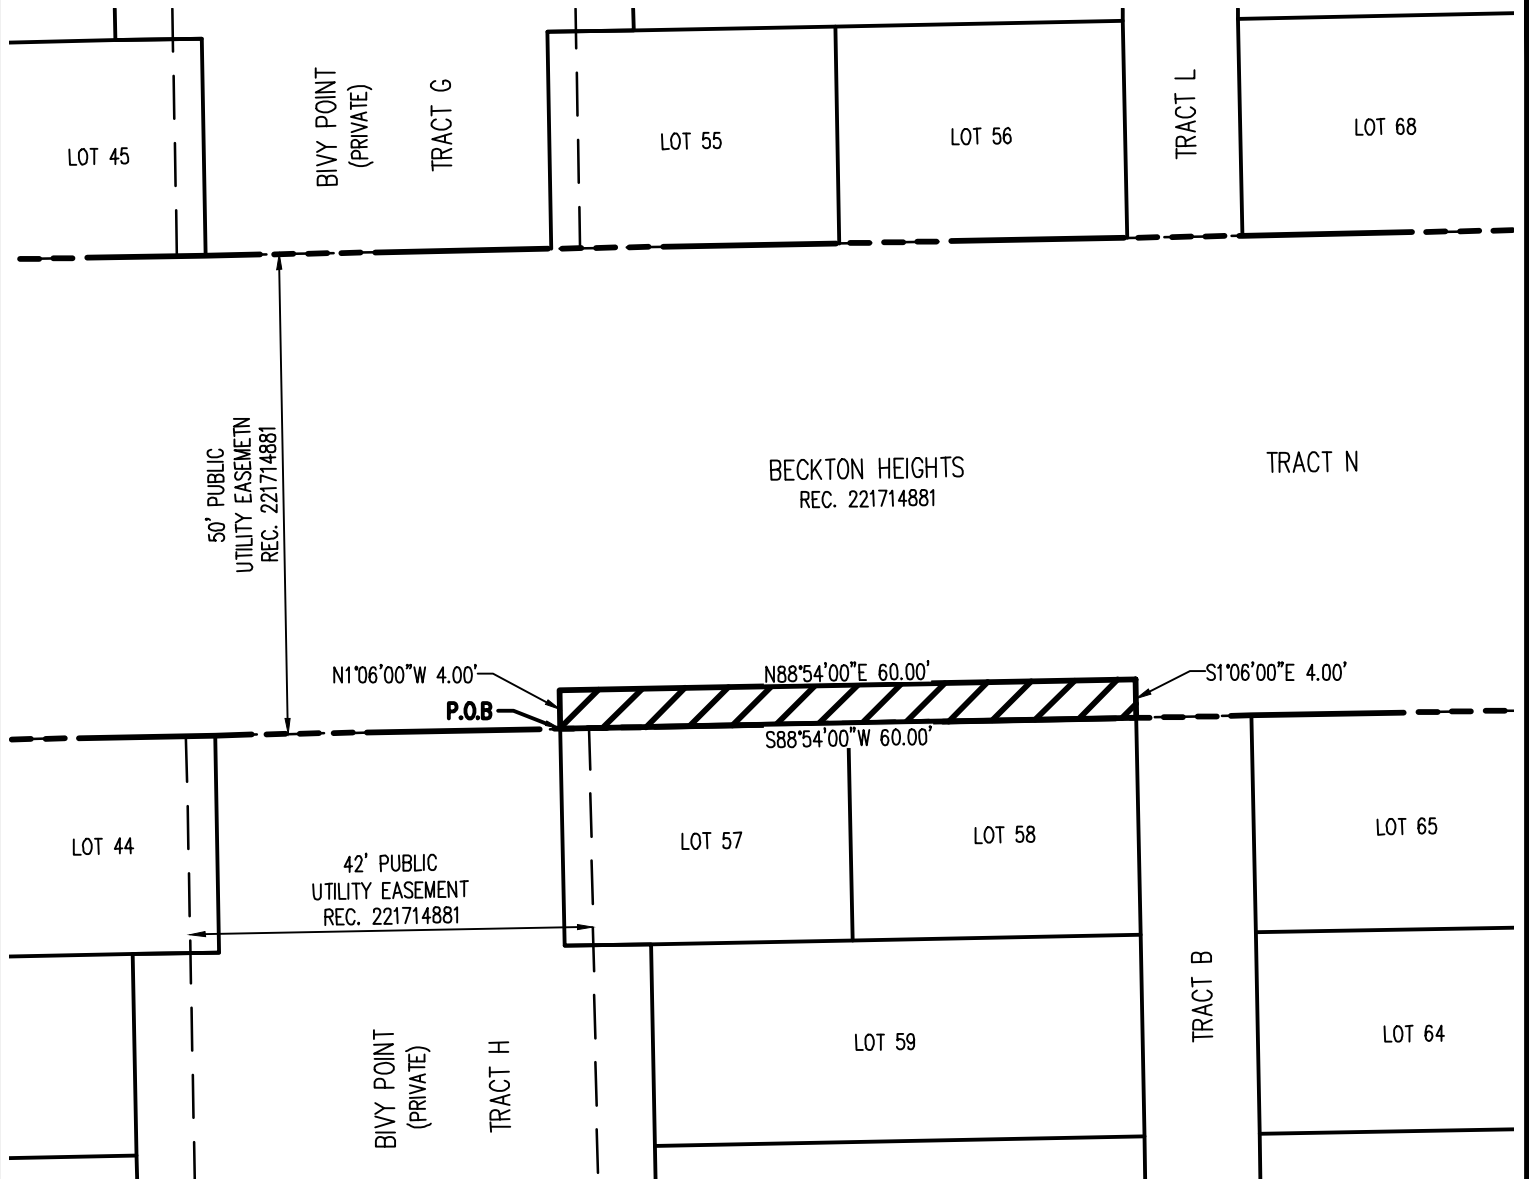 BIVY POINT
(PRIVATE)
TRACT G
TRACT L
LOT 45
LOT 55
LOT 56
LOT 68
50' PUBLIC
UTILITY EASEMETN
REC. 221714881
BECKTON HEIGHTS
REC. 221714881
TRACT N
N1°06'00"W 4.00'
N88°54'00"E 60.00'
S1°06'00"E 4.00'
P.O.B
S88°54'00"W 60.00'
LOT 44
LOT 57
LOT 58
LOT 65
42' PUBLIC
UTILITY EASEMENT
REC. 221714881
BIVY POINT
(PRIVATE)
TRACT H
LOT 59
TRACT B
LOT 64